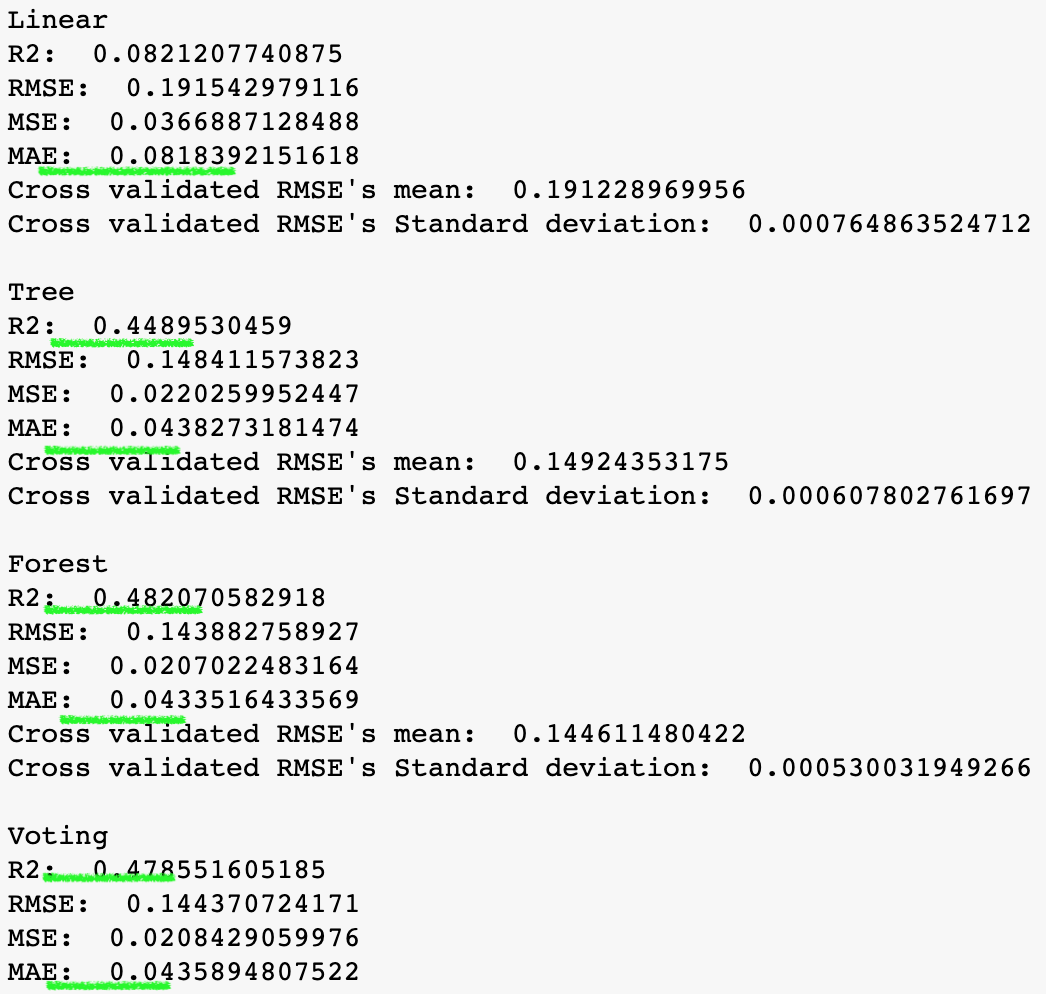 Linear
R2:  0.0821207740875
RMSE:  0.191542979116
MSE:  0.0366887128488
MAE:  0.0818392151618
Cross validated RMSE's mean:  0.191228969956
Cross validated RMSE's Standard deviation:  0.000764863524712
Tree
R2:  0.4489530459
RMSE:  0.148411573823
MSE:  0.0220259952447
MAE:  0.0438273181474
Cross validated RMSE's mean:  0.14924353175
Cross validated RMSE's Standard deviation:  0.000607802761697
Forest
R2:  0.482070582918
RMSE:  0.143882758927
MSE:  0.0207022483164
MAE:  0.0433516433569
Cross validated RMSE's mean:  0.144611480422
Cross validated RMSE's Standard deviation:  0.000530031949266
Voting
R2:  0.478551605185
RMSE:  0.144370724171
MSE:  0.0208429059976
MAE:  0.0435894807522